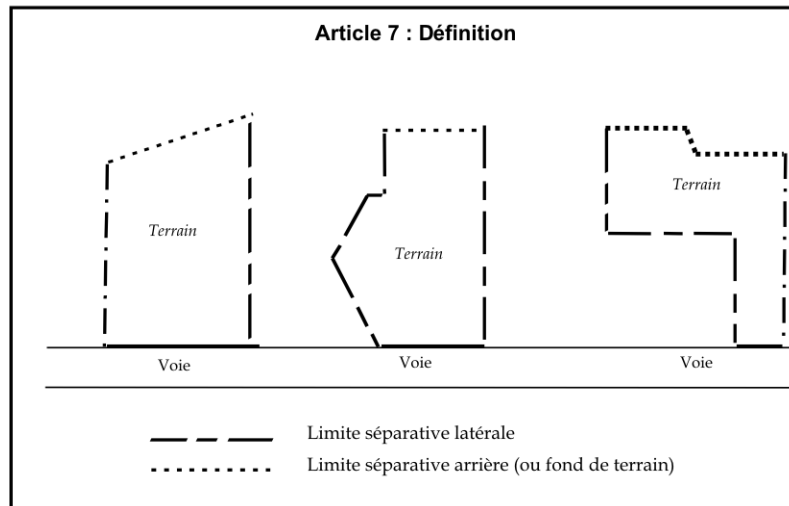 Article 7 : Définition
Terrain
Terrain
Terrain
Voie
Voie
Voie
Limite séparative latérale
Limite séparative arrière (ou fond de terrain)